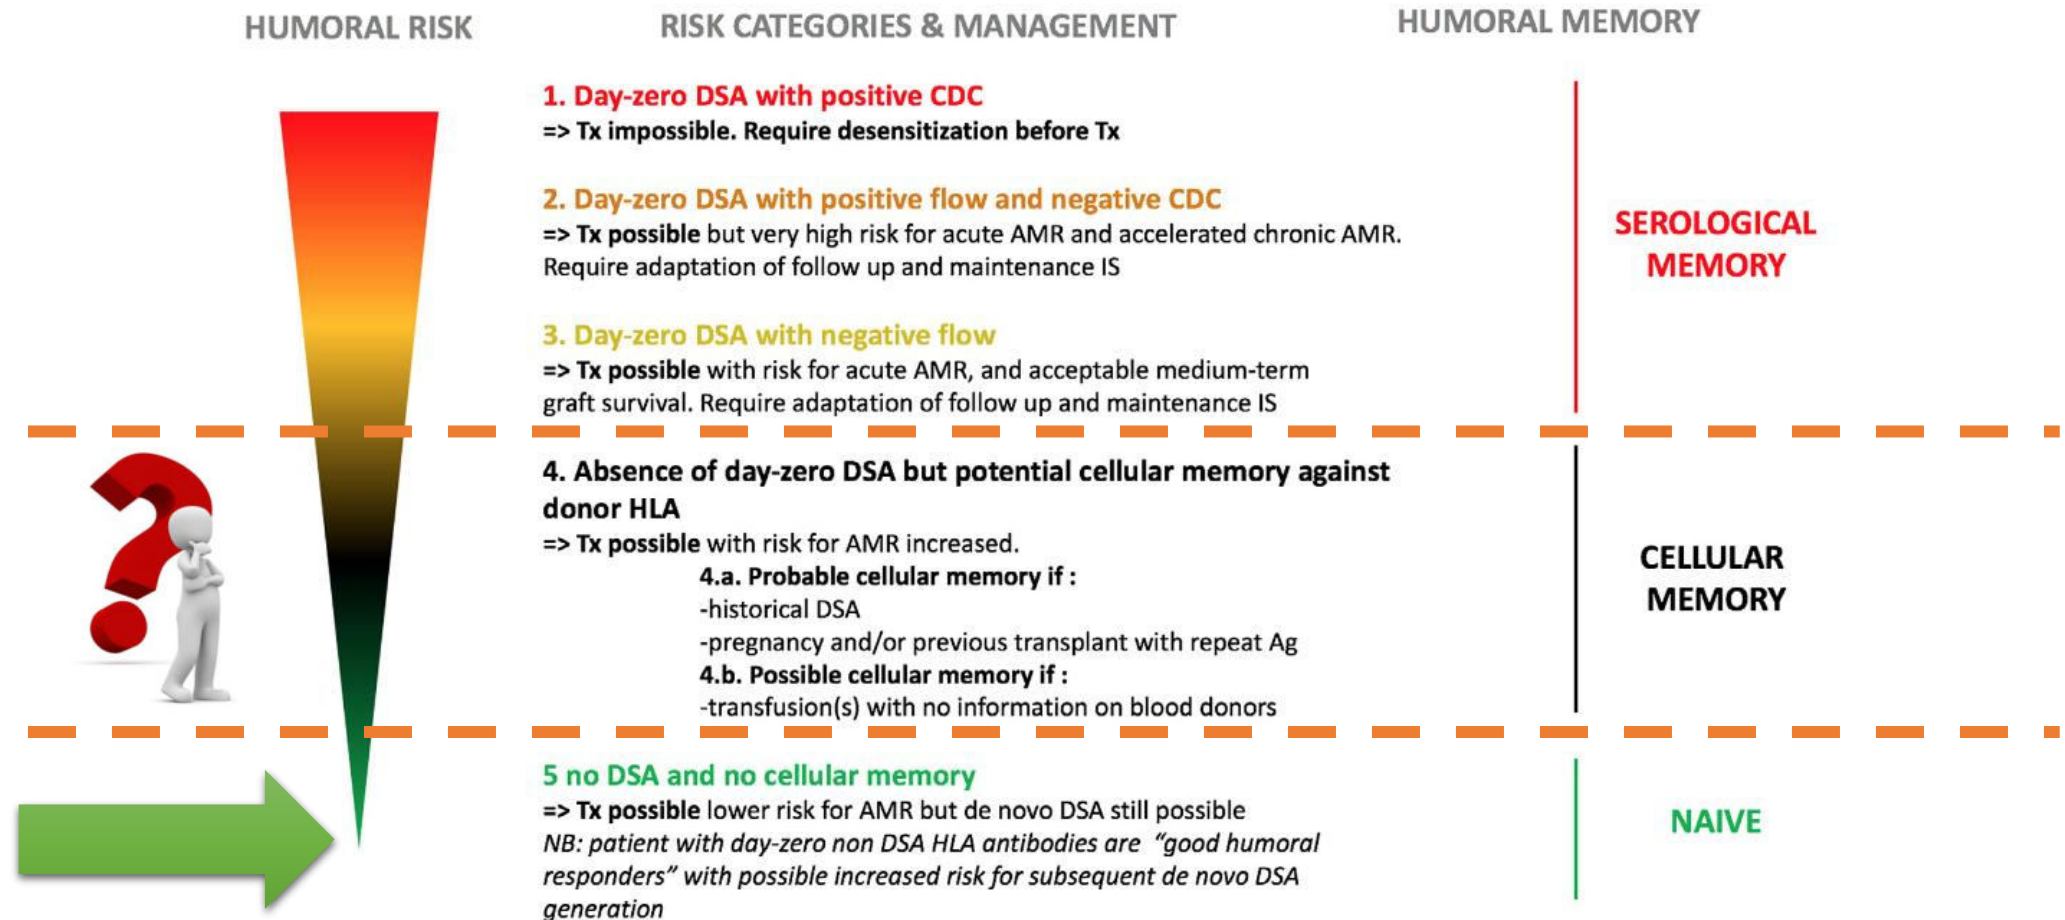 HUMORAL RISK
RISK CATEGORIES & MANAGEMENT
HUMORAL MEMORY
1. Day-zero DSA with positive CDC
=> Tx impossible. Require desensitization before Tx
2. Day-zero DSA with positive flow and negative CDC
=> Tx possible but very high risk for acute AMR and accelerated chronic AMR.
Require adaptation of follow up and maintenance IS
3. Day-zero DSA with negative flow
=> Tx possible with risk for acute AMR, and acceptable medium-term
graft survival. Require adaptation of follow up and maintenance IS
SEROLOGICAL
MEMORY
4. Absence of day-zero DSA but potential cellular memory against
donor HLA
=> Tx possible with risk for AMR increased.
4.a. Probable cellular memory if :
-historical DSA
-pregnancy and/or previous transplant with repeat Ag
4.b. Possible cellular memory if :
-transfusion(s) with no information on blood donors
CELLULAR
MEMORY
5 no DSA and no cellular memory
=> Tx possible lower risk for AMR but de novo DSA still possible
NB: patient with day-zero non DSA HLA antibodies are “good humoral
responders” with possible increased risk for subsequent de novo DSA
generation
NAIVE